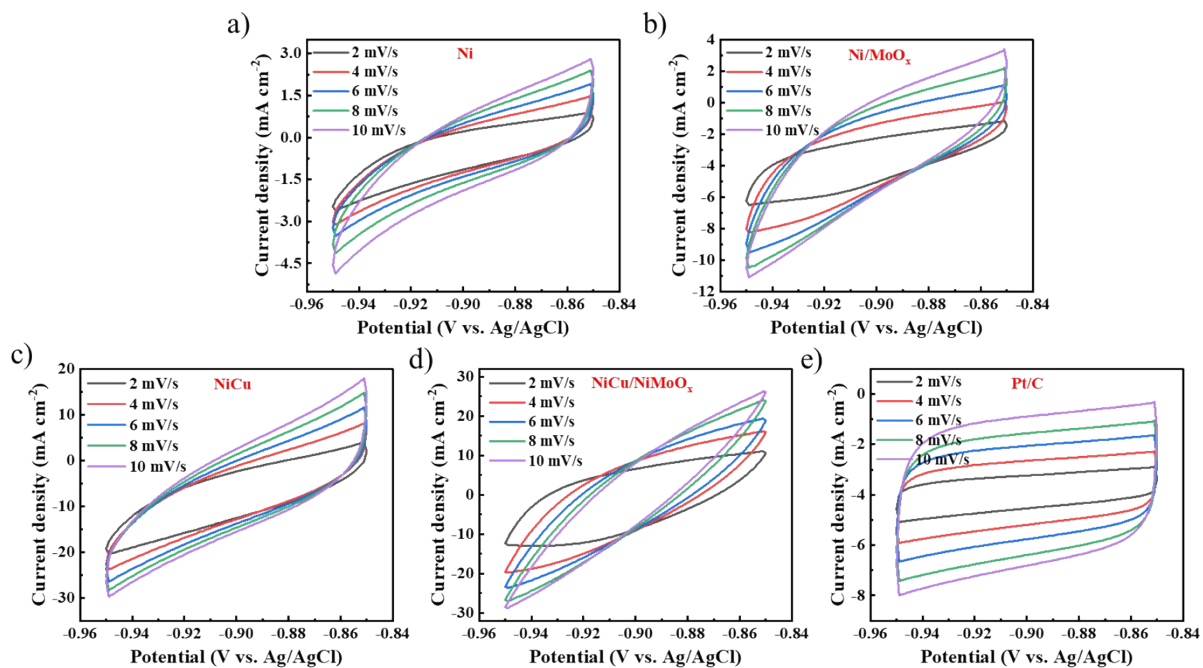 a)
Ni
2 mV/s
4 mV/s
6 mV/s
8 mV/s
10 mV/s
3.0
1.5
0.0
-1.5
-3.0
-4.5
Current density (mA cm-2)
-0.96 -0.94 -0.92 -0.90 -0.88 -0.86 -0.84
Potential (V vs. Ag/AgCl)
b)
Ni/MoOx
2 mV/s
4 mV/s
6 mV/s
8 mV/s
10 mV/s
4
2
0
-2
-4
-6
-8
-10
-12
Current density (mA cm-2)
-0.96 -0.94 -0.92 -0.90 -0.88 -0.86 -0.84
Potential (V vs. Ag/AgCl)
c)
NiCu
2 mV/s
4 mV/s
6 mV/s
8 mV/s
10 mV/s
20
10
0
-10
-20
-30
Current density (mA cm-2)
-0.96 -0.94 -0.92 -0.90 -0.88 -0.86 -0.84
Potential (V vs. Ag/AgCl)
d)
NiCu/NiMoOx
2 mV/s
4 mV/s
6 mV/s
8 mV/s
10 mV/s
30
20
10
0
-10
-20
-30
Current density (mA cm-2)
-0.96 -0.94 -0.92 -0.90 -0.88 -0.86 -0.84
Potential (V vs. Ag/AgCl)
e)
Pt/C
2 mV/s
4 mV/s
6 mV/s
8 mV/s
10 mV/s
0
-2
-4
-6
-8
Current density (mA cm-2)
-0.96 -0.94 -0.92 -0.90 -0.88 -0.86 -0.84
Potential (V vs. Ag/AgCl)